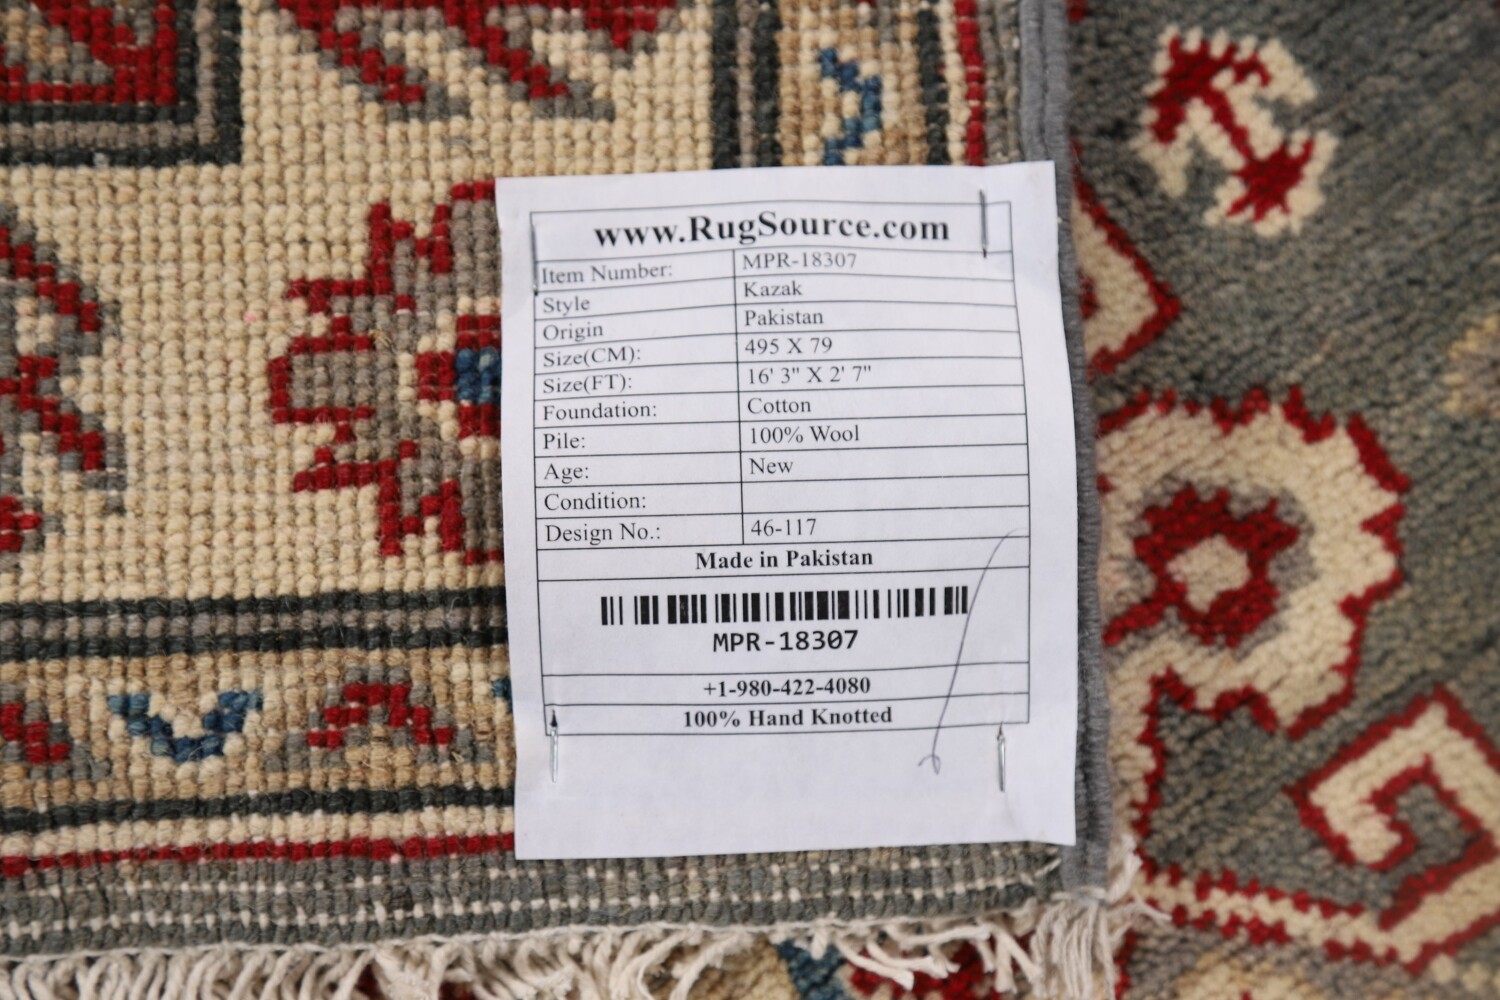 www.RugSource.com
Item Number: MPR-18307
Style Kazak
Origin Pakistan
Size(CM): 495 X 79
Size(FT): 16' 3" X 2' 7"
Foundation: Cotton
Pile: 100% Wool
Age: New
Condition:
Design No.: 46-117
Made in Pakistan
MPR-18307
+1-980-422-4080
100% Hand Knotted